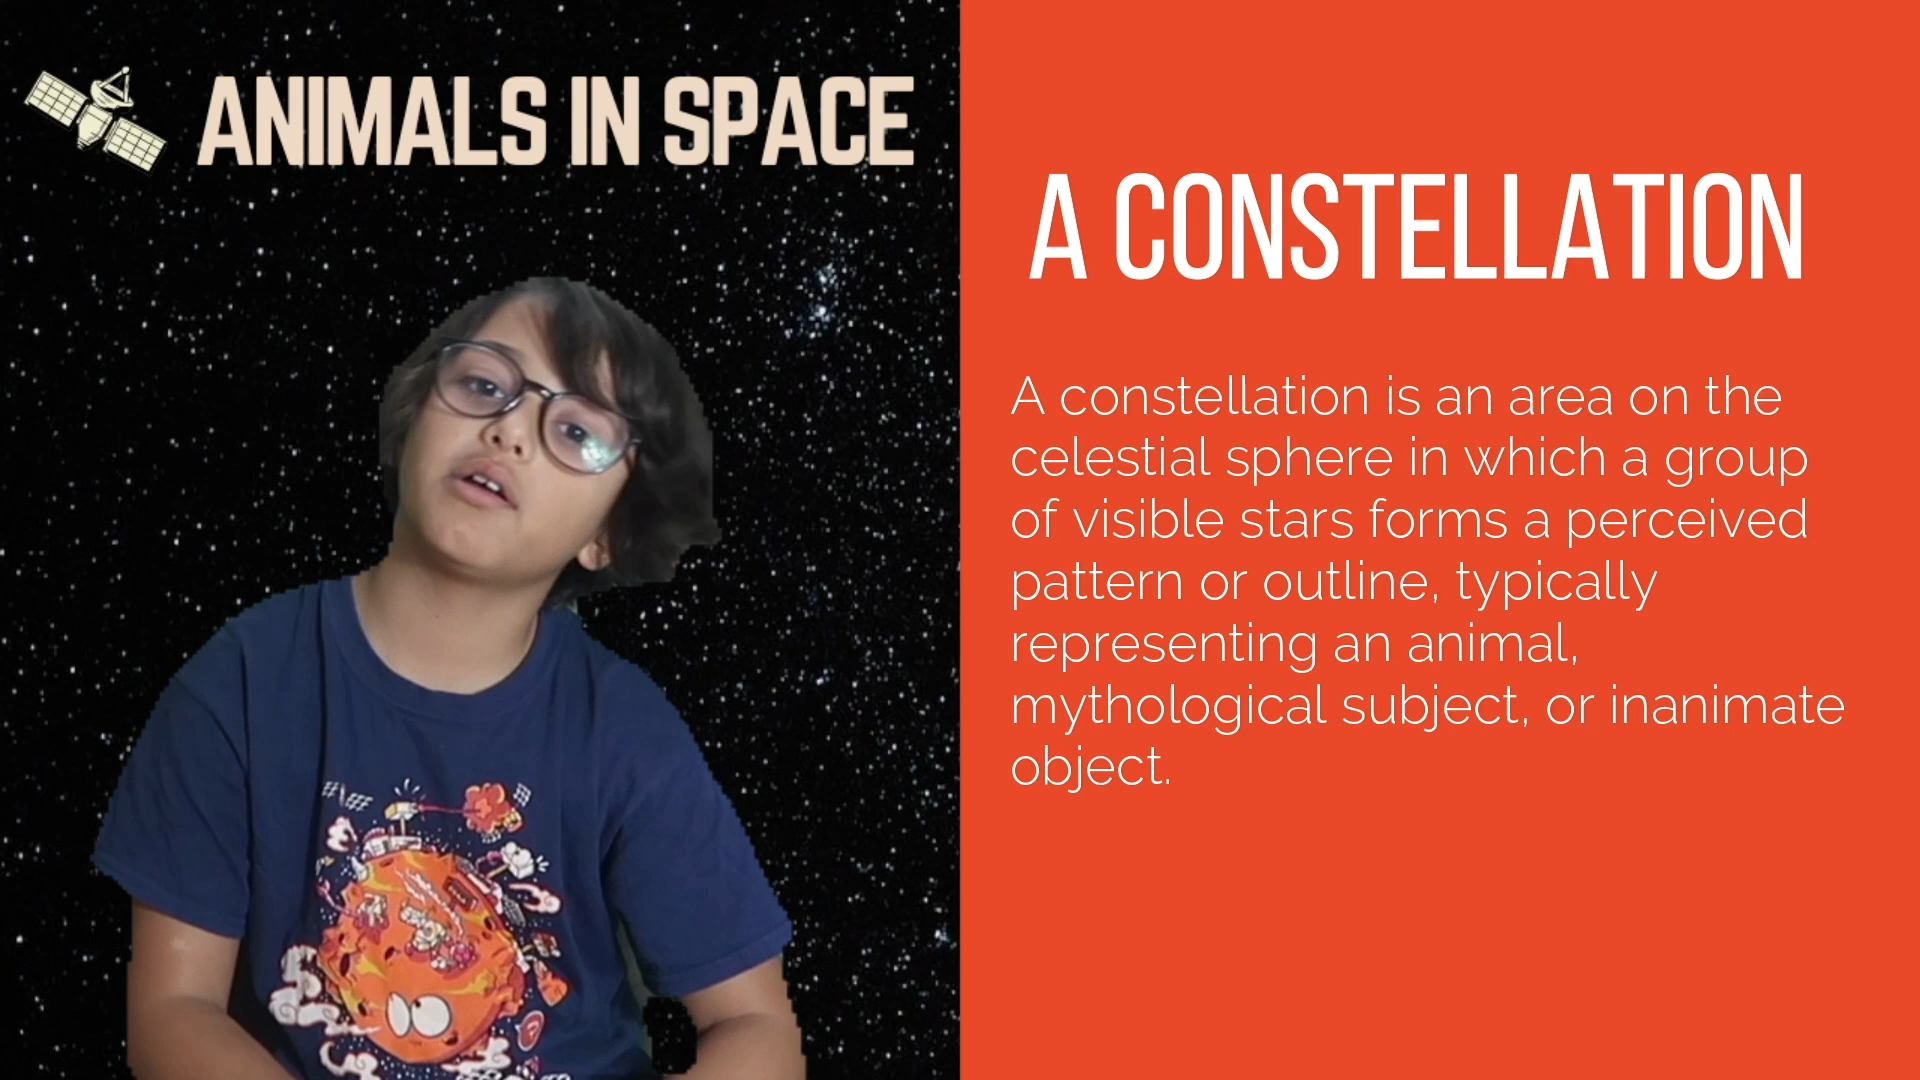 ANIMALS IN SPACE
A CONSTELLATION
A constellation is an area on the
celestial sphere in which a group
of visible stars forms a perceived
pattern or outline, typically
representing an animal,
mythological subject, or inanimate
object.